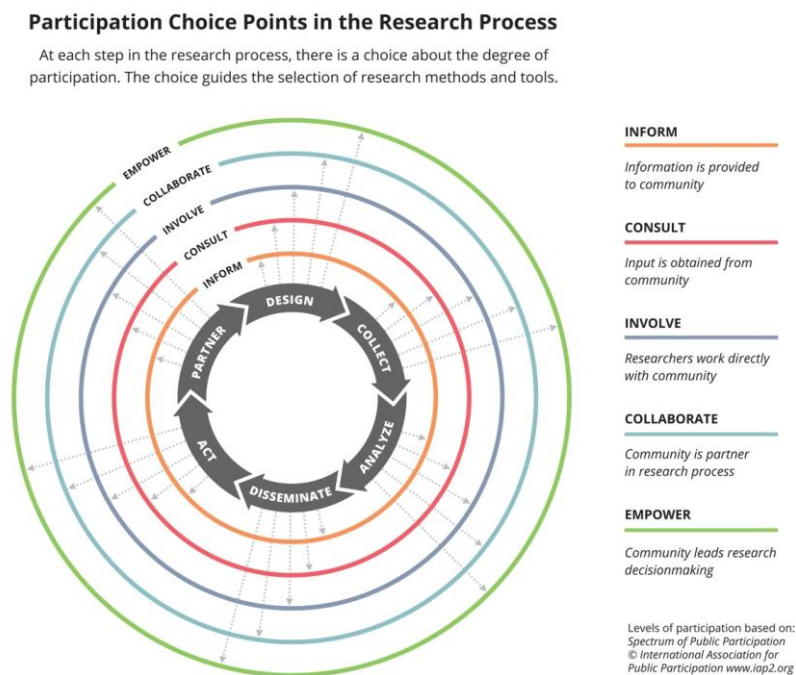 Participation Choice Points in the Research Process
At each step in the research process, there is a choice about the degree of
participation. The choice guides the selection of research methods and tools.
EMPOWER
COLLABORATE
INVOLVE
CONSULT
INFORM
DESIGN
COLLECT
ANALYZE
DISSEMINATE
ACT
PARTNER
INFORM
Information is provided
to community
CONSULT
Input is obtained from
community
INVOLVE
Researchers work directly
with community
COLLABORATE
Community is partner
in research process
EMPOWER
Community leads research
decisionmaking
Levels of participation based on:
Spectrum of Public Participation
© International Association for
Public Participation www.iap2.org